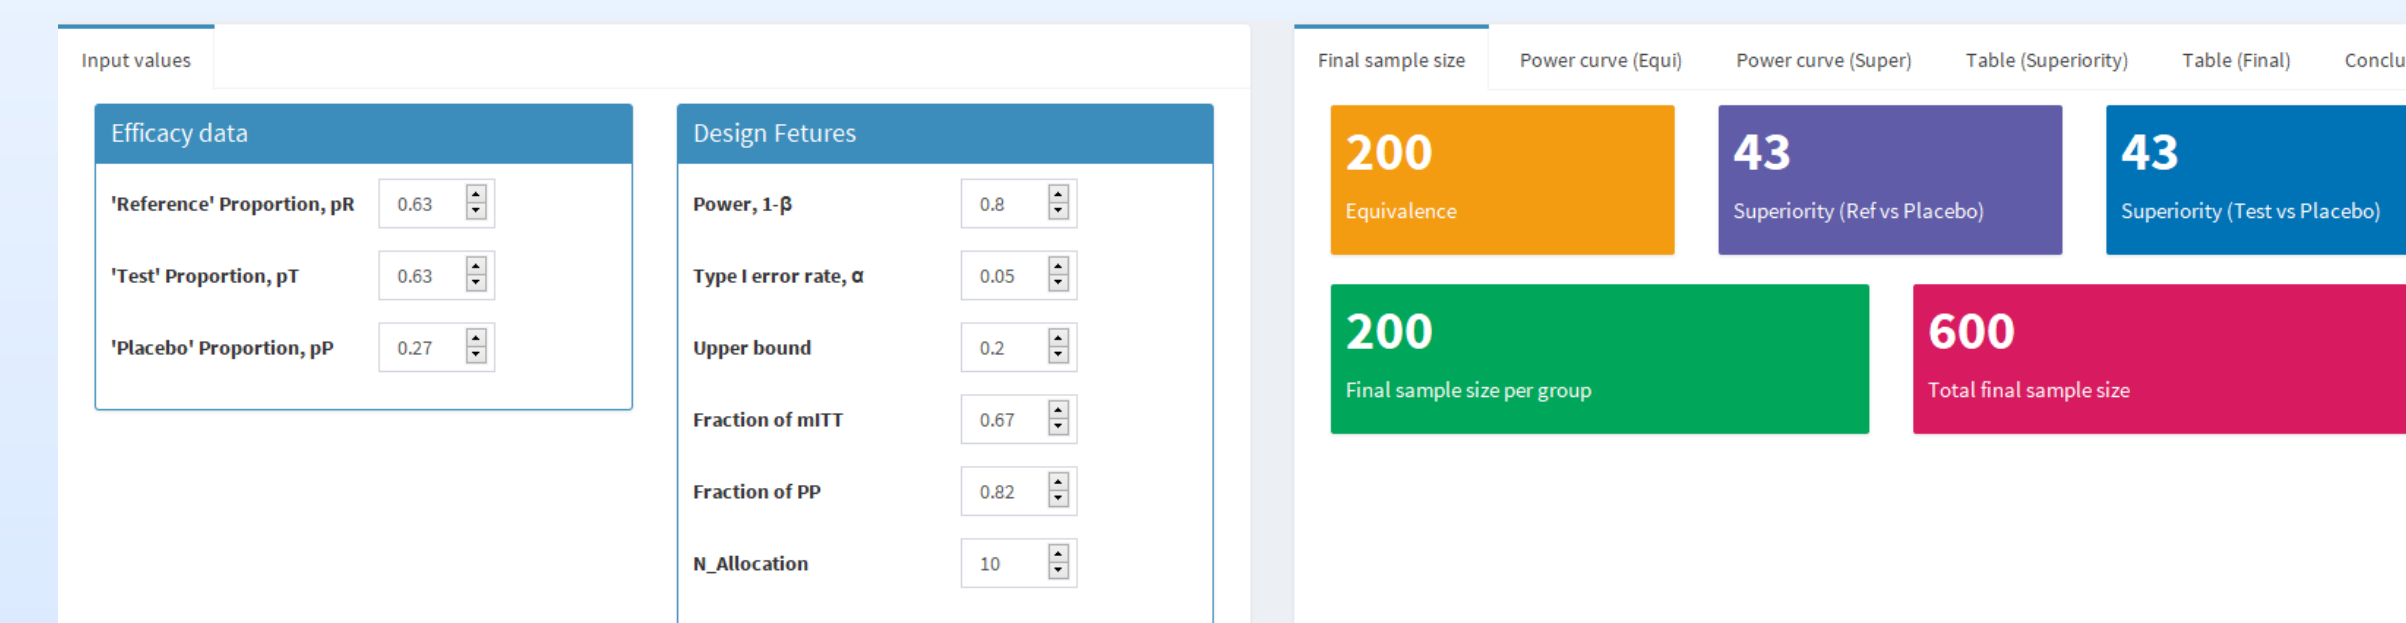 Input values
Efficacy data
'Reference' Proportion, pR 0.63
'Test' Proportion, pT 0.63
'Placebo' Proportion, pP 0.27
Design Fetures
Power, 1-β 0.8
Type I error rate, α 0.05
Upper bound 0.2
Fraction of mITT 0.67
Fraction of PP 0.82
N_Allocation 10
Final sample size Power curve (Equi) Power curve (Super) Table (Superiority) Table (Final) Conclu
200
Equivalence
43
Superiority (Ref vs Placebo)
43
Superiority (Test vs Placebo)
200
Final sample size per group
600
Total final sample size